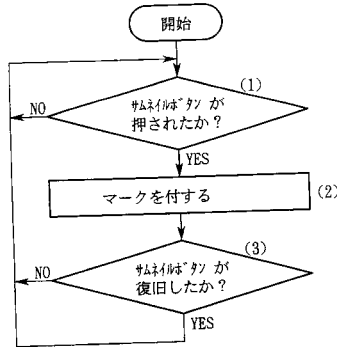 開始
(1)
サムネイルボタン が
押されたか？
NO
YES
マークを付する
(2)
(3)
サムネイルボタン が
復旧したか？
NO
YES